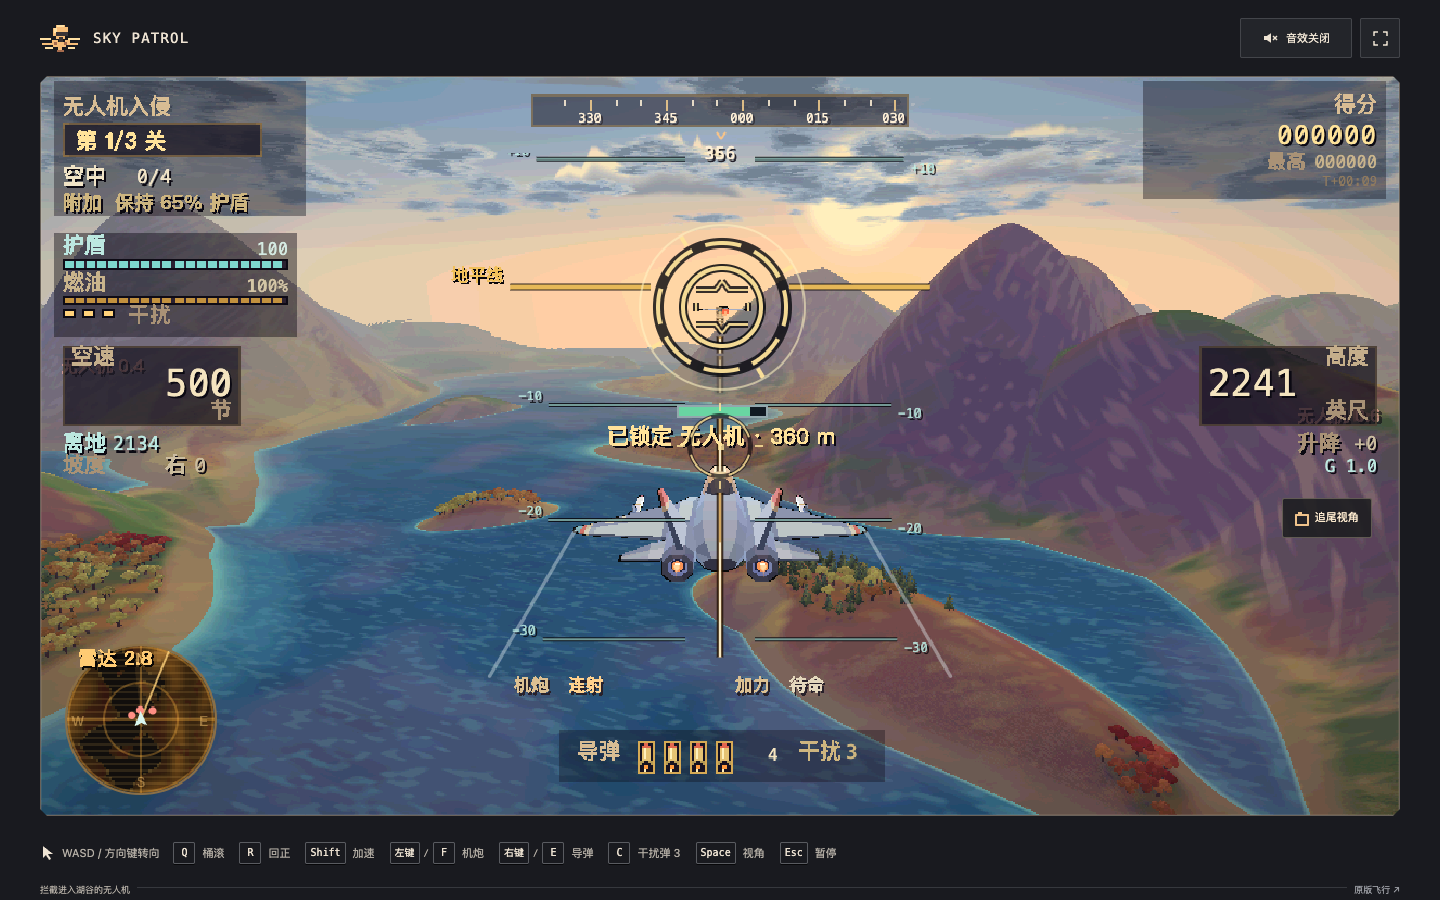 SKY PATROL
音效关闭
无人机入侵
第 1/3 关
空中 0/4
附加 保持 65% 护盾
护盾 100
燃油 100%
干扰
空速
无人机 0.4
500
节
离地 2134
坡度 右 0
330 345 000 015 030
356
+10
地平线
得分
000000
最高 000000
T+00:09
高度
2241
英尺
升降 +0
G 1.0
追尾视角
-10 -10
已锁定 无人机 · 360 m
-20 -20
-30 -30
雷达 2.8
W E
S
机炮 连射 加力 待命
导弹 4 干扰 3
WASD / 方向键转向 Q 桶滚 R 回正 Shift 加速 左键 / F 机炮 右键 / E 导弹 C 干扰弹 3 Space 视角 Esc 暂停
拦截进入湖谷的无人机
原版飞行 ↗